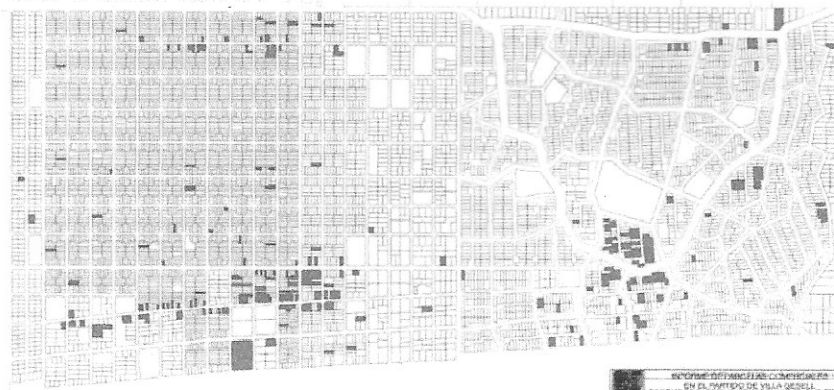 INFORME DE PARCELAS COMERCIALES
EN EL PARTIDO DE VILLA GESELL